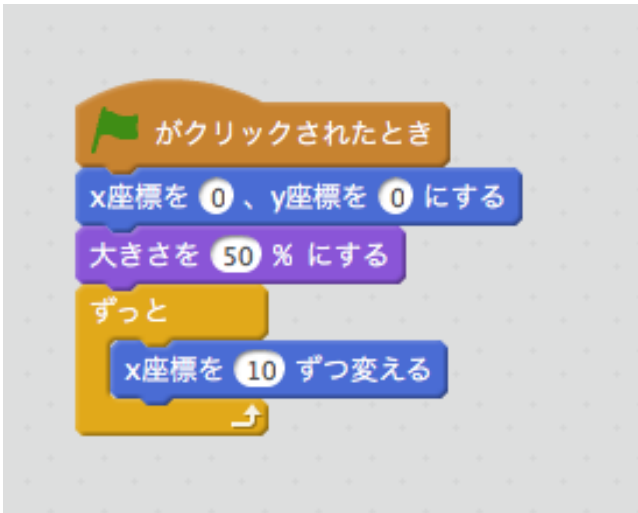 がクリックされたとき
x座標を 0 、y座標を 0 にする
大きさを 50 % にする
ずっと
x座標を 10 ずつ変える